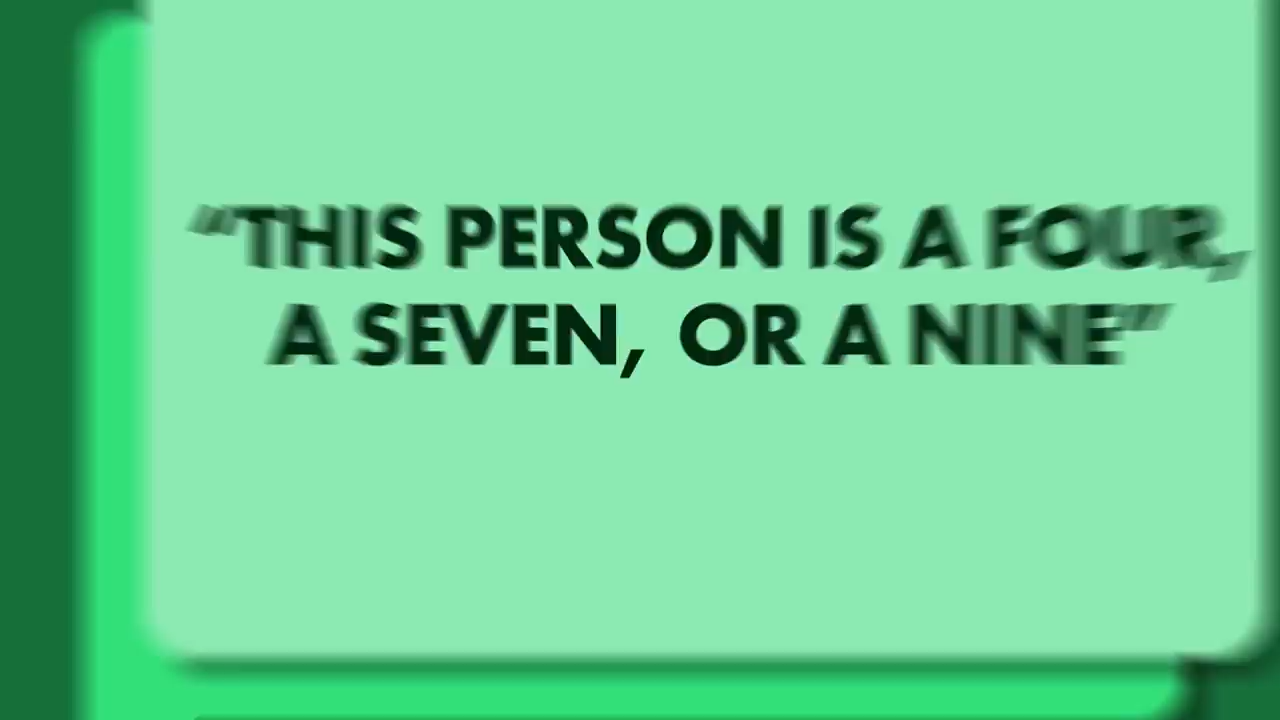 “THIS PERSON IS A FOUR,
A SEVEN, OR A NINE”